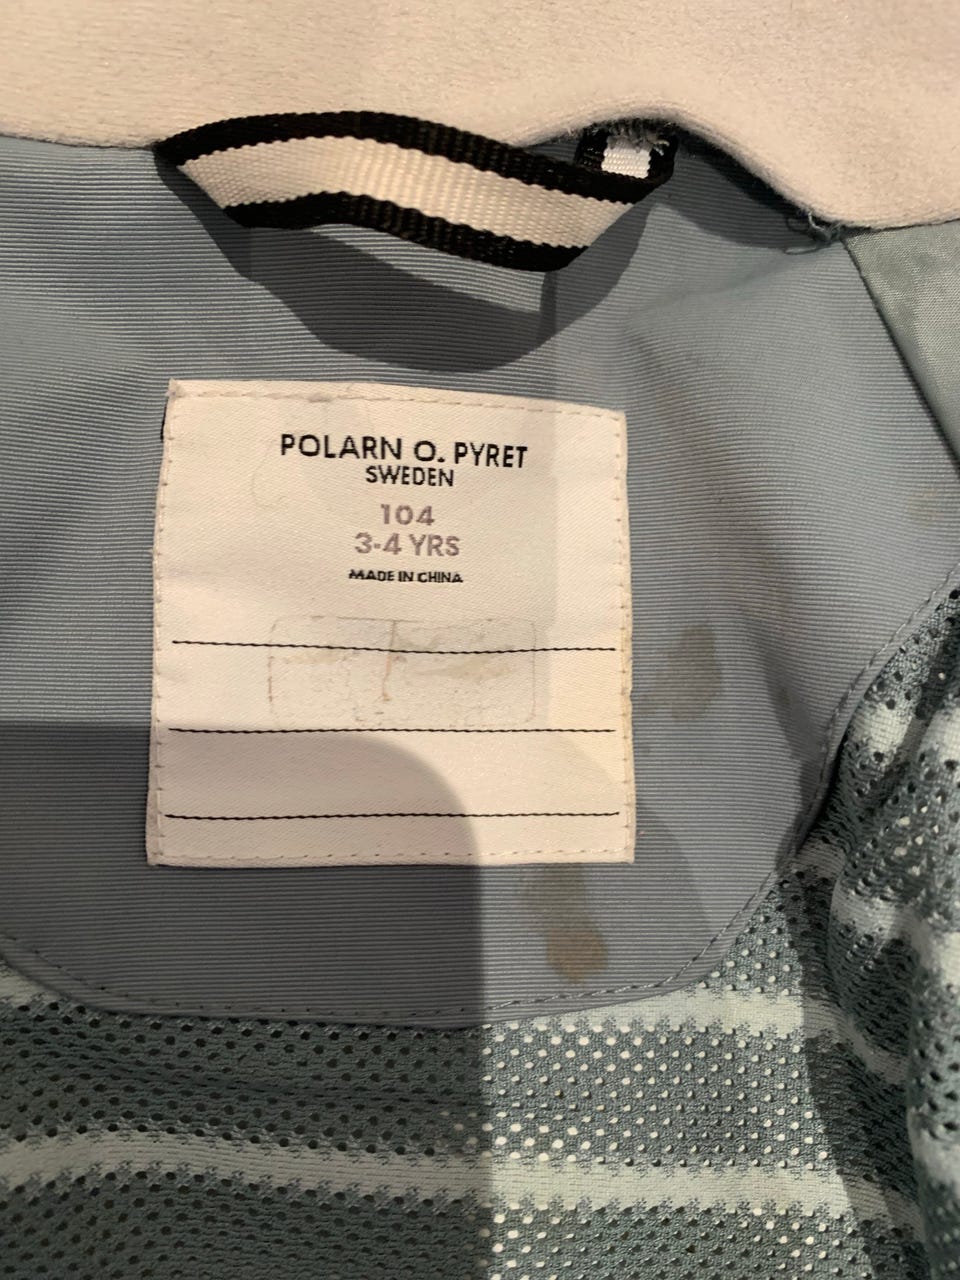 POLARN O. PYRET
SWEDEN
104
3-4 YRS
MADE IN CHINA